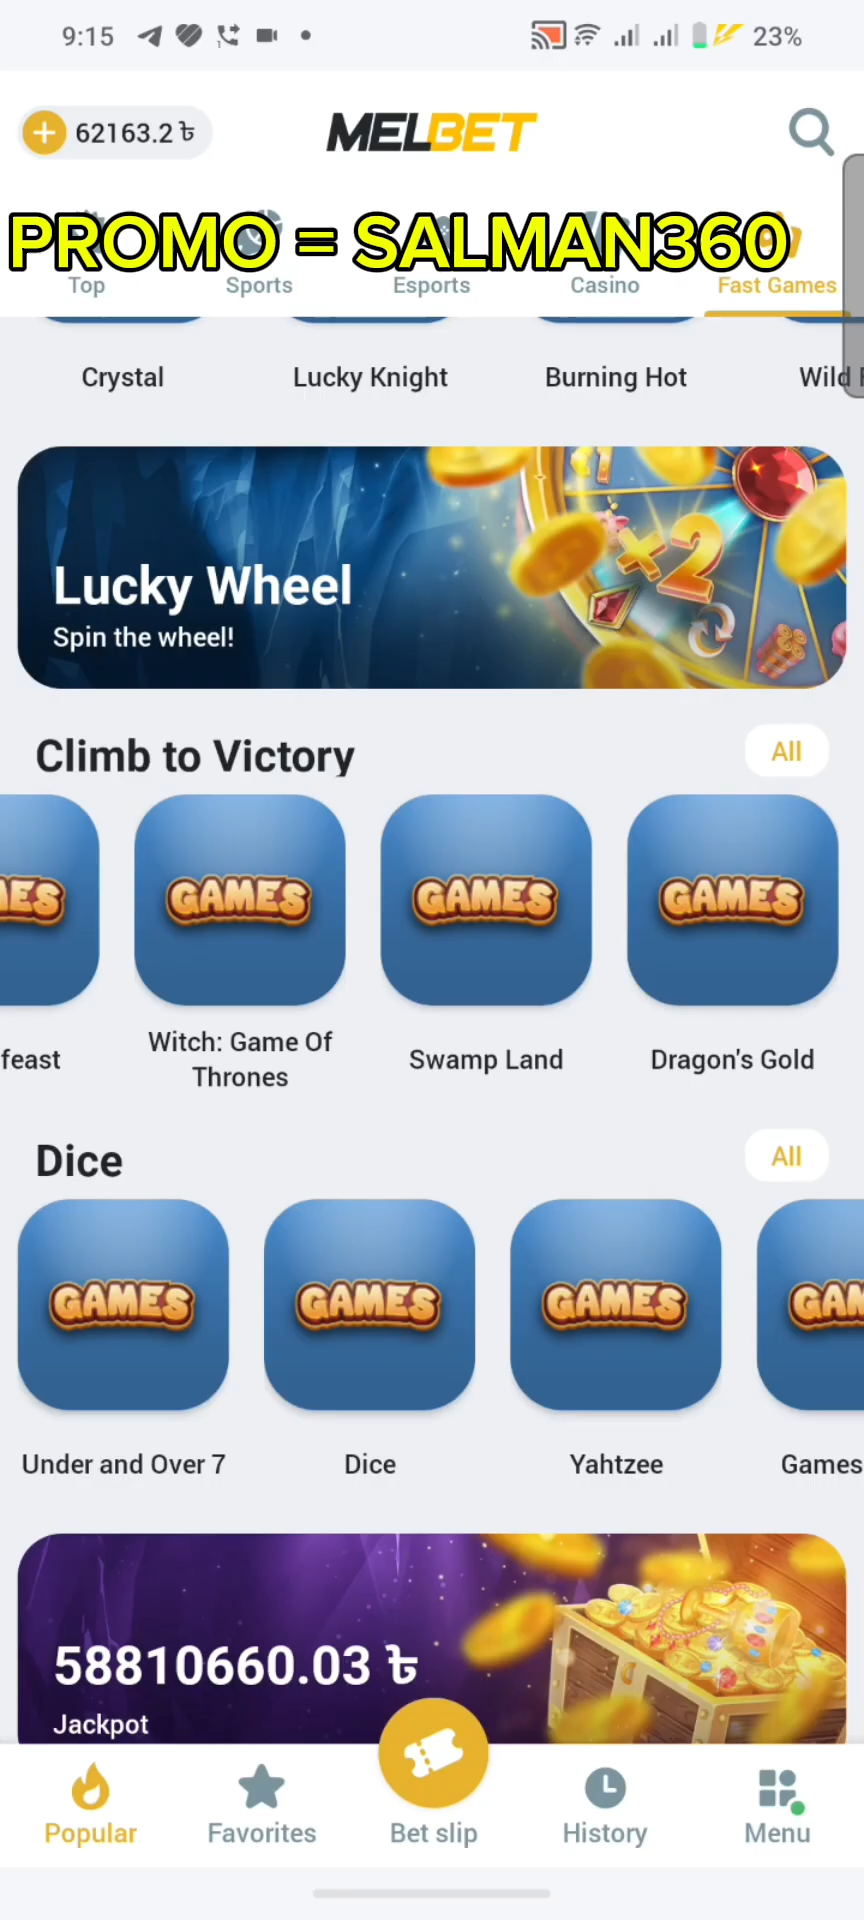 9:15
23%
62163.2 ৳
MELBET
PROMO = SALMAN360
Top
Sports
Esports
Casino
Fast Games
Crystal
Lucky Knight
Burning Hot
Wild
×2
Lucky Wheel
Spin the wheel!
Climb to Victory
All
GAMES
GAMES
GAMES
feast
Witch: Game Of
Thrones
Swamp Land
Dragon's Gold
Dice
All
GAMES
GAMES
GAMES
Under and Over 7
Dice
Yahtzee
Games
58810660.03 ৳
Jackpot
Popular
Favorites
Bet slip
History
Menu